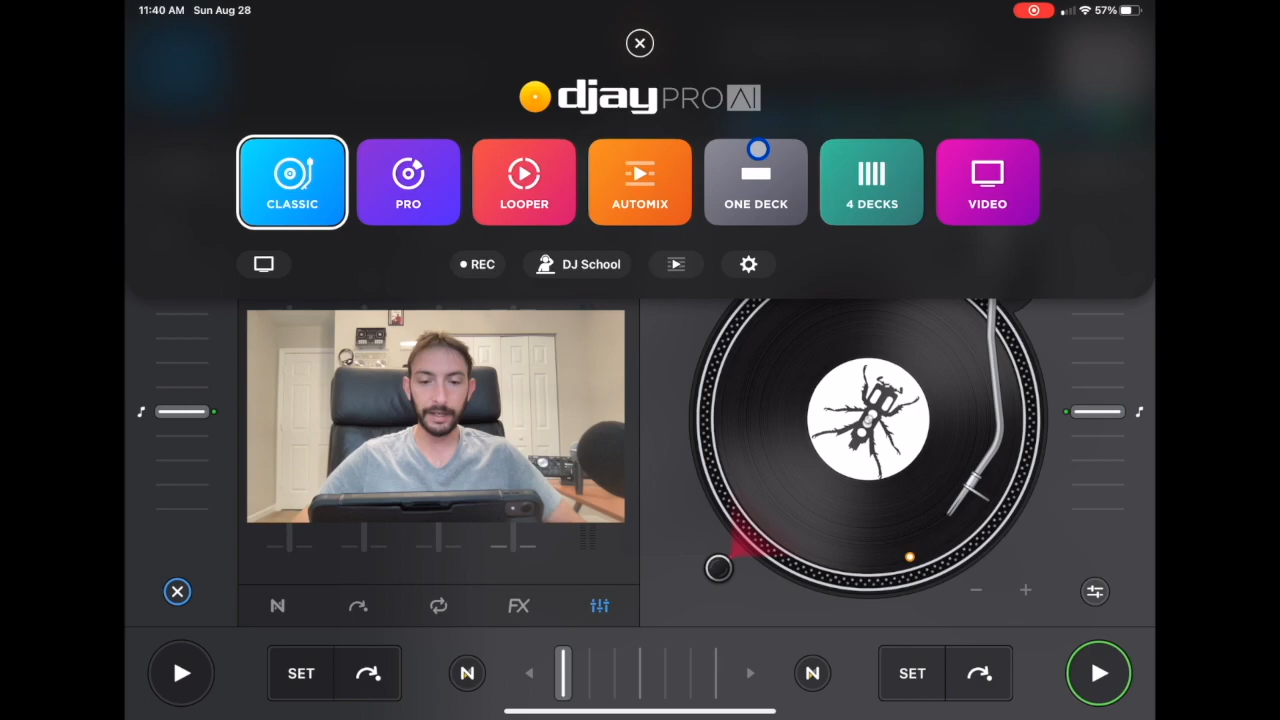 11:40 AM Sun Aug 28
57%
djay PRO AI
CLASSIC
PRO
LOOPER
AUTOMIX
ONE DECK
4 DECKS
VIDEO
REC
DJ School
FX
SET
SET